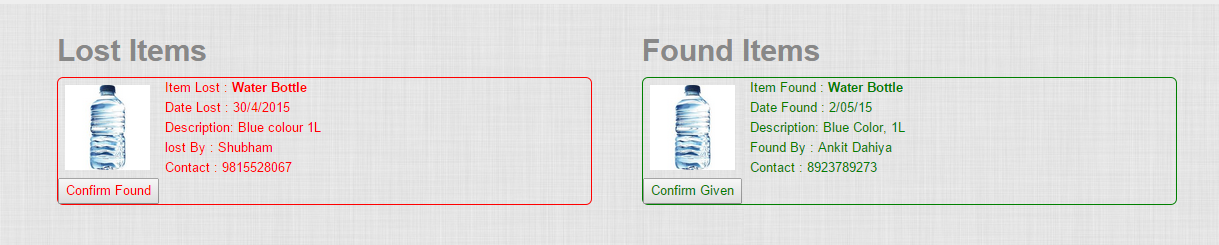 Lost Items
Item Lost : Water Bottle
Date Lost : 30/4/2015
Description: Blue colour 1L
lost By : Shubham
Contact : 9815528067
Confirm Found
Found Items
Item Found : Water Bottle
Date Found : 2/05/15
Description: Blue Color, 1L
Found By : Ankit Dahiya
Contact : 8923789273
Confirm Given